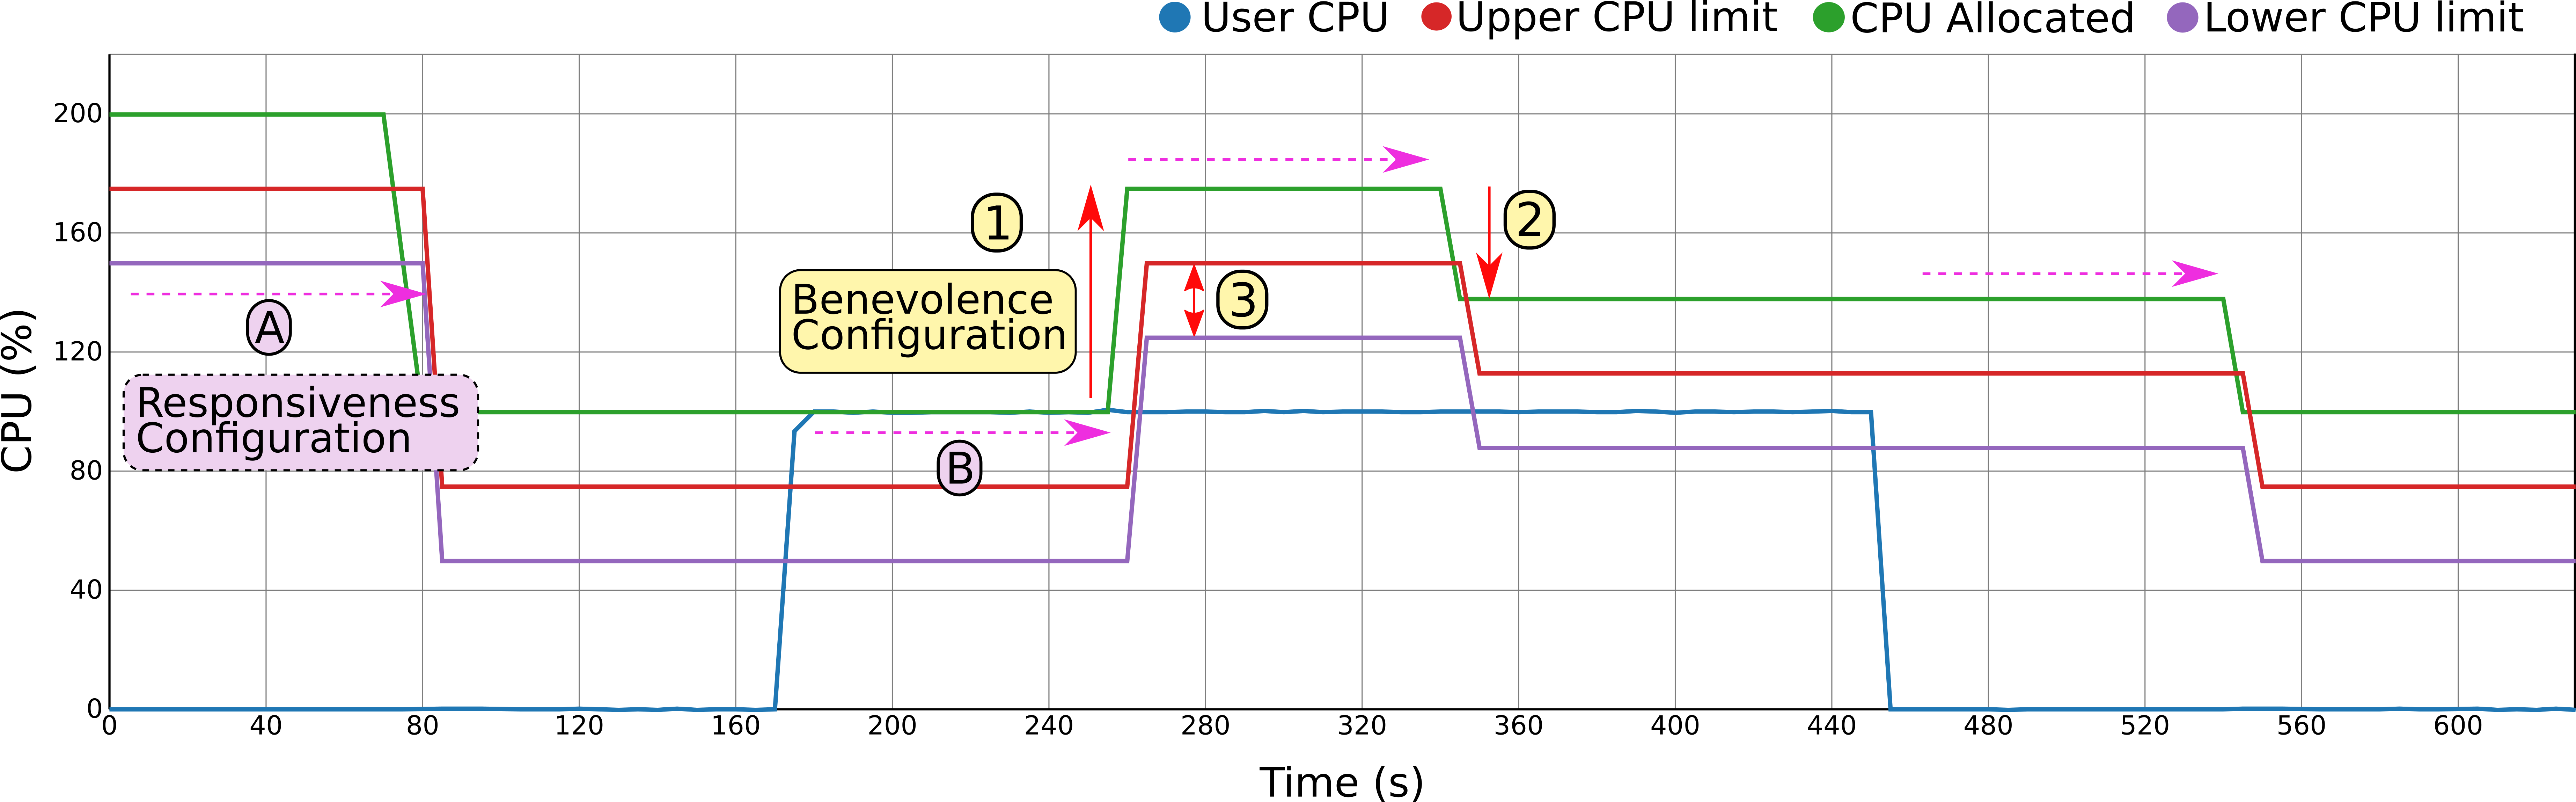 User CPU Upper CPU limit CPU Allocated Lower CPU limit
CPU (%)
200
160
120
80
40
0
1
2
3
A
B
Benevolence
Configuration
Responsiveness
Configuration
0 40 80 120 160 200 240 280 320 360 400 440 480 520 560 600
Time (s)